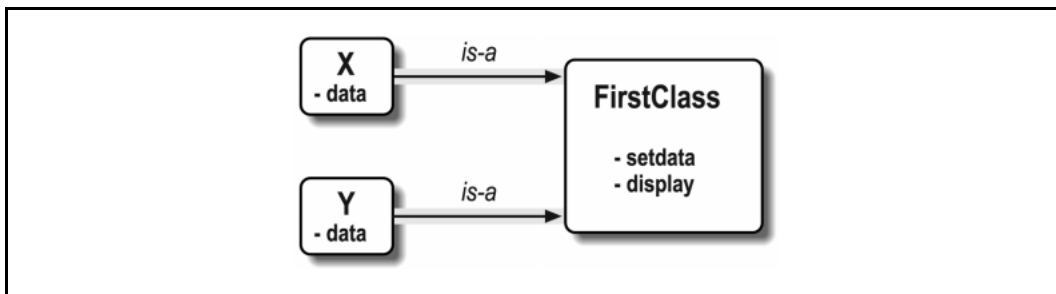 X
- data
is-a
FirstClass
- setdata
- display
Y
- data
is-a